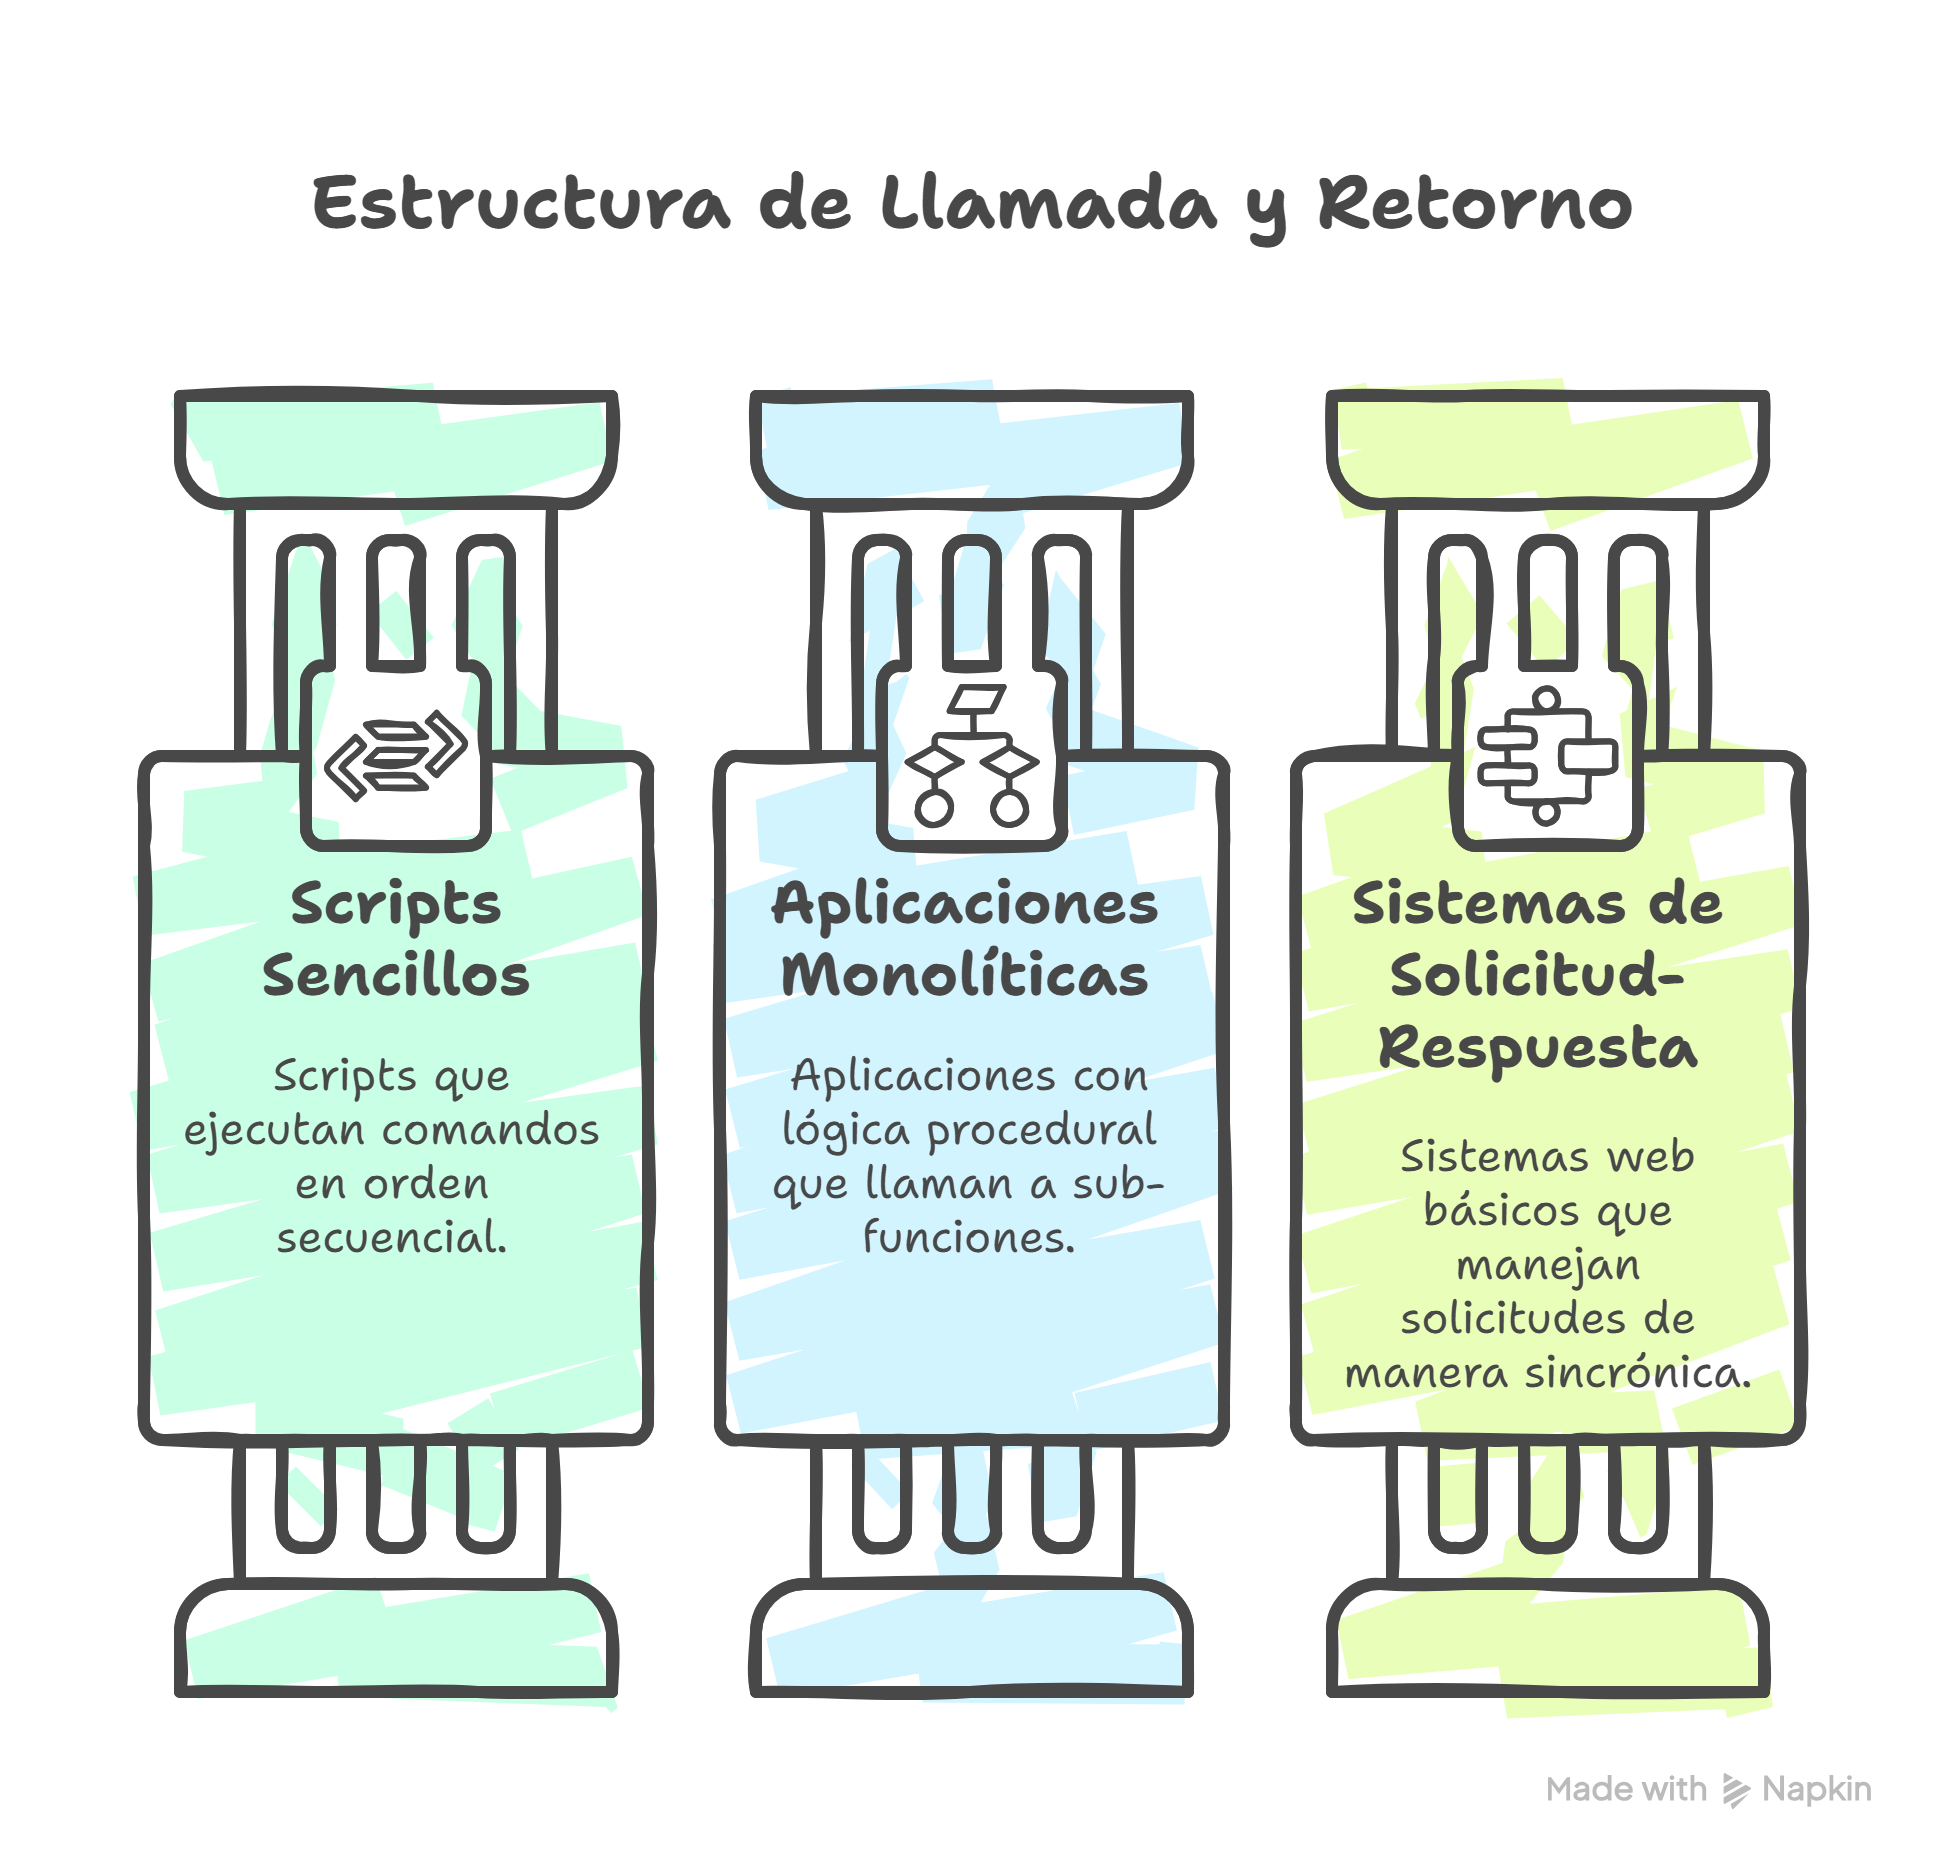 Estructura de Llamada y Retorno
Scripts
Sencillos
Scripts que
ejecutan comandos
en orden
secuencial.
Aplicaciones
Monolíticas
Aplicaciones con
lógica procedural
que llaman a sub-
funciones.
Sistemas de
Solicitud-
Respuesta
Sistemas web
básicos que
manejan
solicitudes de
manera sincrónica.
Made with Napkin